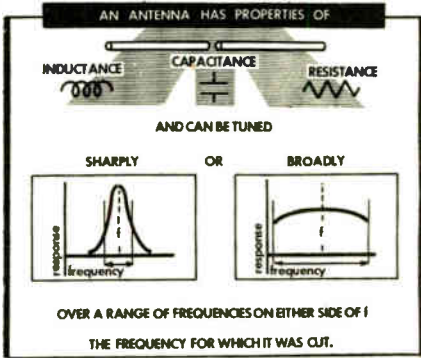 AN ANTENNA HAS PROPERTIES OF
INDUCTANCE
CAPACITANCE
RESISTANCE
AND CAN BE TUNED
SHARPLY OR BROADLY
response
f
frequency
response
f
frequency
OVER A RANGE OF FREQUENCIES ON EITHER SIDE OF f
THE FREQUENCY FOR WHICH IT WAS CUT.